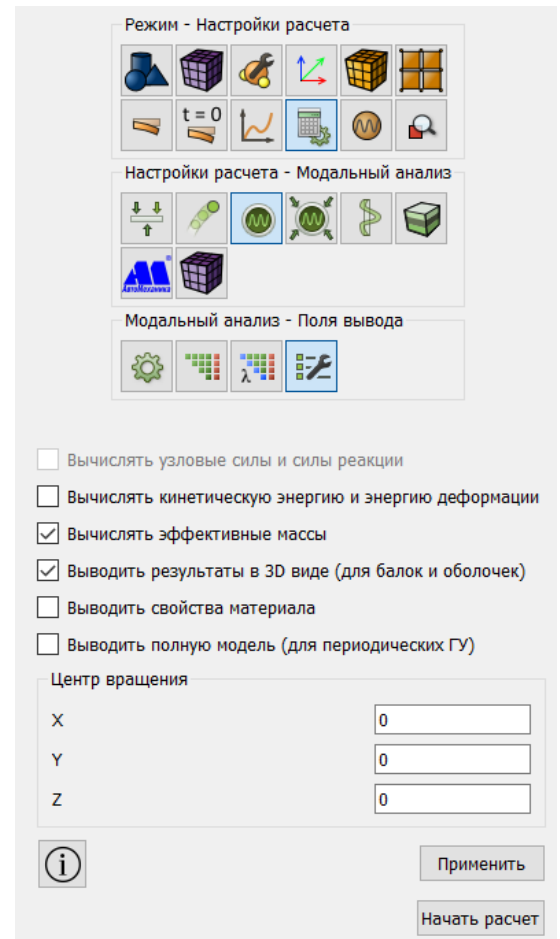 Режим - Настройки расчета
t = 0
Настройки расчета - Модальный анализ
АвтоМеханика
Модальный анализ - Поля вывода
λ
Вычислять узловые силы и силы реакции
Вычислять кинетическую энергию и энергию деформации
Вычислять эффективные массы
Выводить результаты в 3D виде (для балок и оболочек)
Выводить свойства материала
Выводить полную модель (для периодических ГУ)
Центр вращения
X 0
Y 0
Z 0
i Применить
Начать расчет